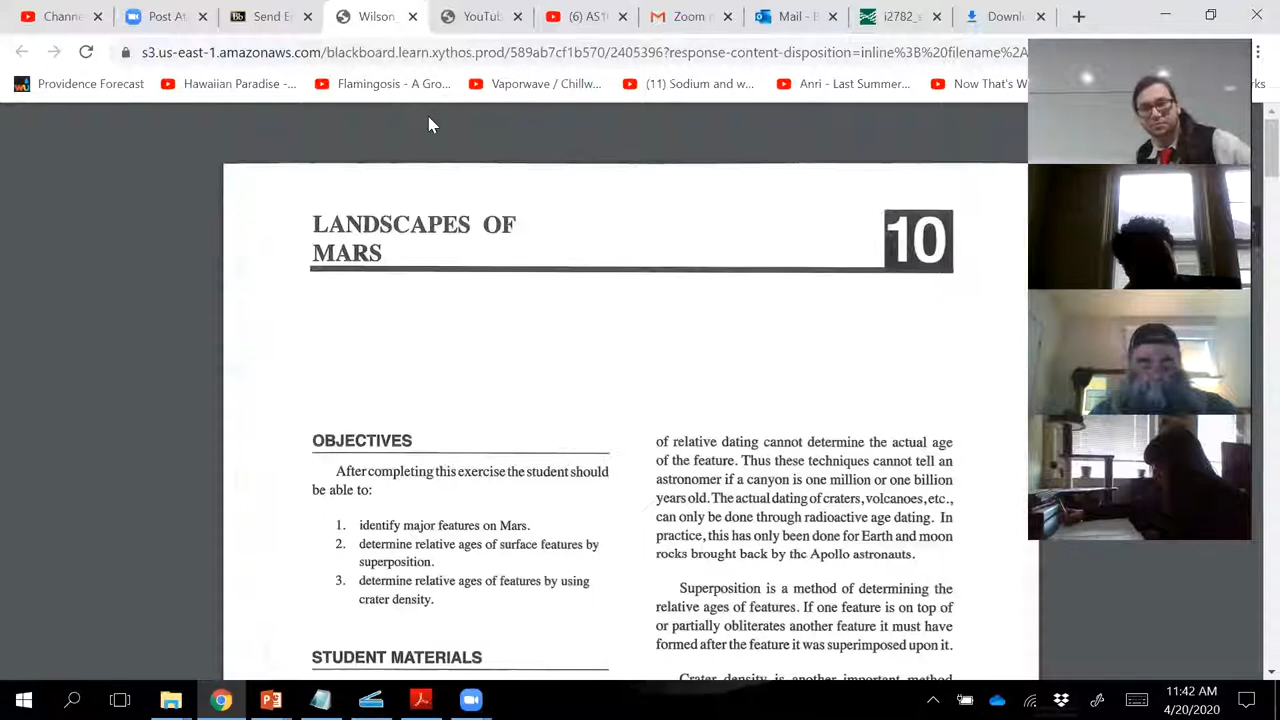 Channe
Post At
Send E
Wilson
YouTub
(6) AS1
Gmail
Zoom
Mail - B
i2782_s
Downl
s3.us-east-1.amazonaws.com/blackboard.learn.xythos.prod/589ab7cf1b570/2405396?response-content-disposition=inline%3B%20filename%2A
Providence Forecast
Hawaiian Paradise -...
Flamingosis - A Gro...
Vaporwave / Chillw...
(11) Sodium and w...
Anri - Last Summer...
Now That's W
LANDSCAPES OF
MARS
10
OBJECTIVES
After completing this exercise the student should
be able to:
1. identify major features on Mars.
2. determine relative ages of surface features by
superposition.
3. determine relative ages of features by using
crater density.
STUDENT MATERIALS
of relative dating cannot determine the actual age
of the feature. Thus these techniques cannot tell an
astronomer if a canyon is one million or one billion
years old. The actual dating of craters, volcanoes, etc.,
can only be done through radioactive age dating. In
practice, this has only been done for Earth and moon
rocks brought back by the Apollo astronauts.
Superposition is a method of determining the
relative ages of features. If one feature is on top of
or partially obliterates another feature it must have
formed after the feature it was superimposed upon it.
Crater density is another important method
11:42 AM
4/20/2020